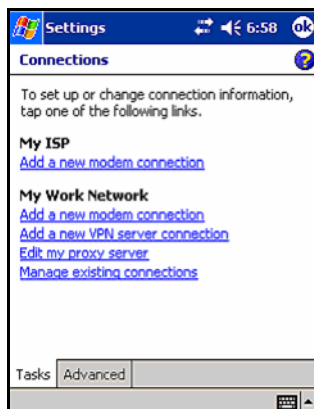 Settings 6:58 ok
Connections ?
To set up or change connection information,
tap one of the following links.
My ISP
Add a new modem connection
My Work Network
Add a new modem connection
Add a new VPN server connection
Edit my proxy server
Manage existing connections
Tasks Advanced